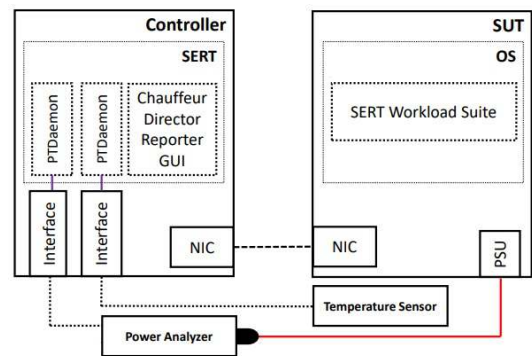 Controller
SERT
PTDaemon
PTDaemon
Chauffeur
Director
Reporter
GUI
Interface
Interface
NIC
SUT
OS
SERT Workload Suite
NIC
PSU
Temperature Sensor
Power Analyzer